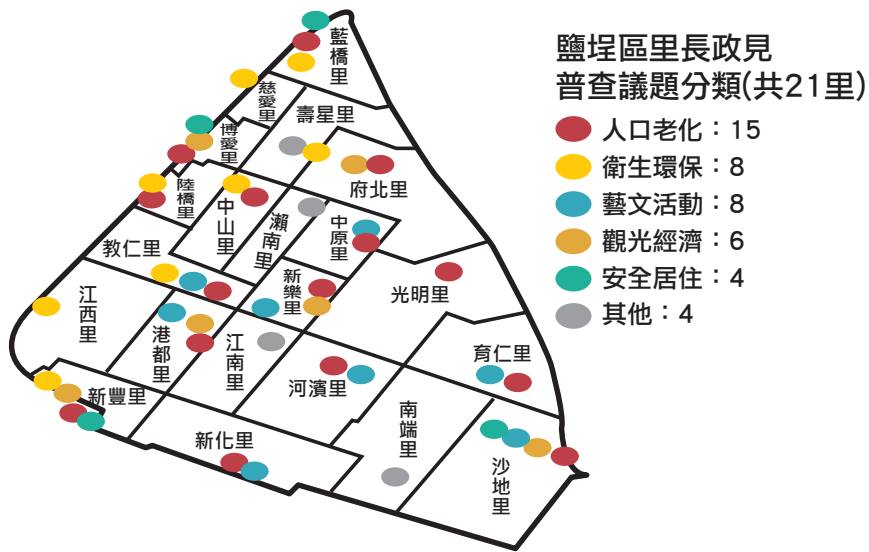 鹽埕區里長政見
普查議題分類(共21里)
人口老化：15
衛生環保：8
藝文活動：8
觀光經濟：6
安全居住：4
其他：4
藍橋里
慈愛里
壽星里
博愛里
府北里
陸橋里
中山里
瀨南里
中原里
教仁里
新樂里
光明里
江西里
港都里
江南里
育仁里
河濱里
新豐里
南端里
新化里
沙地里